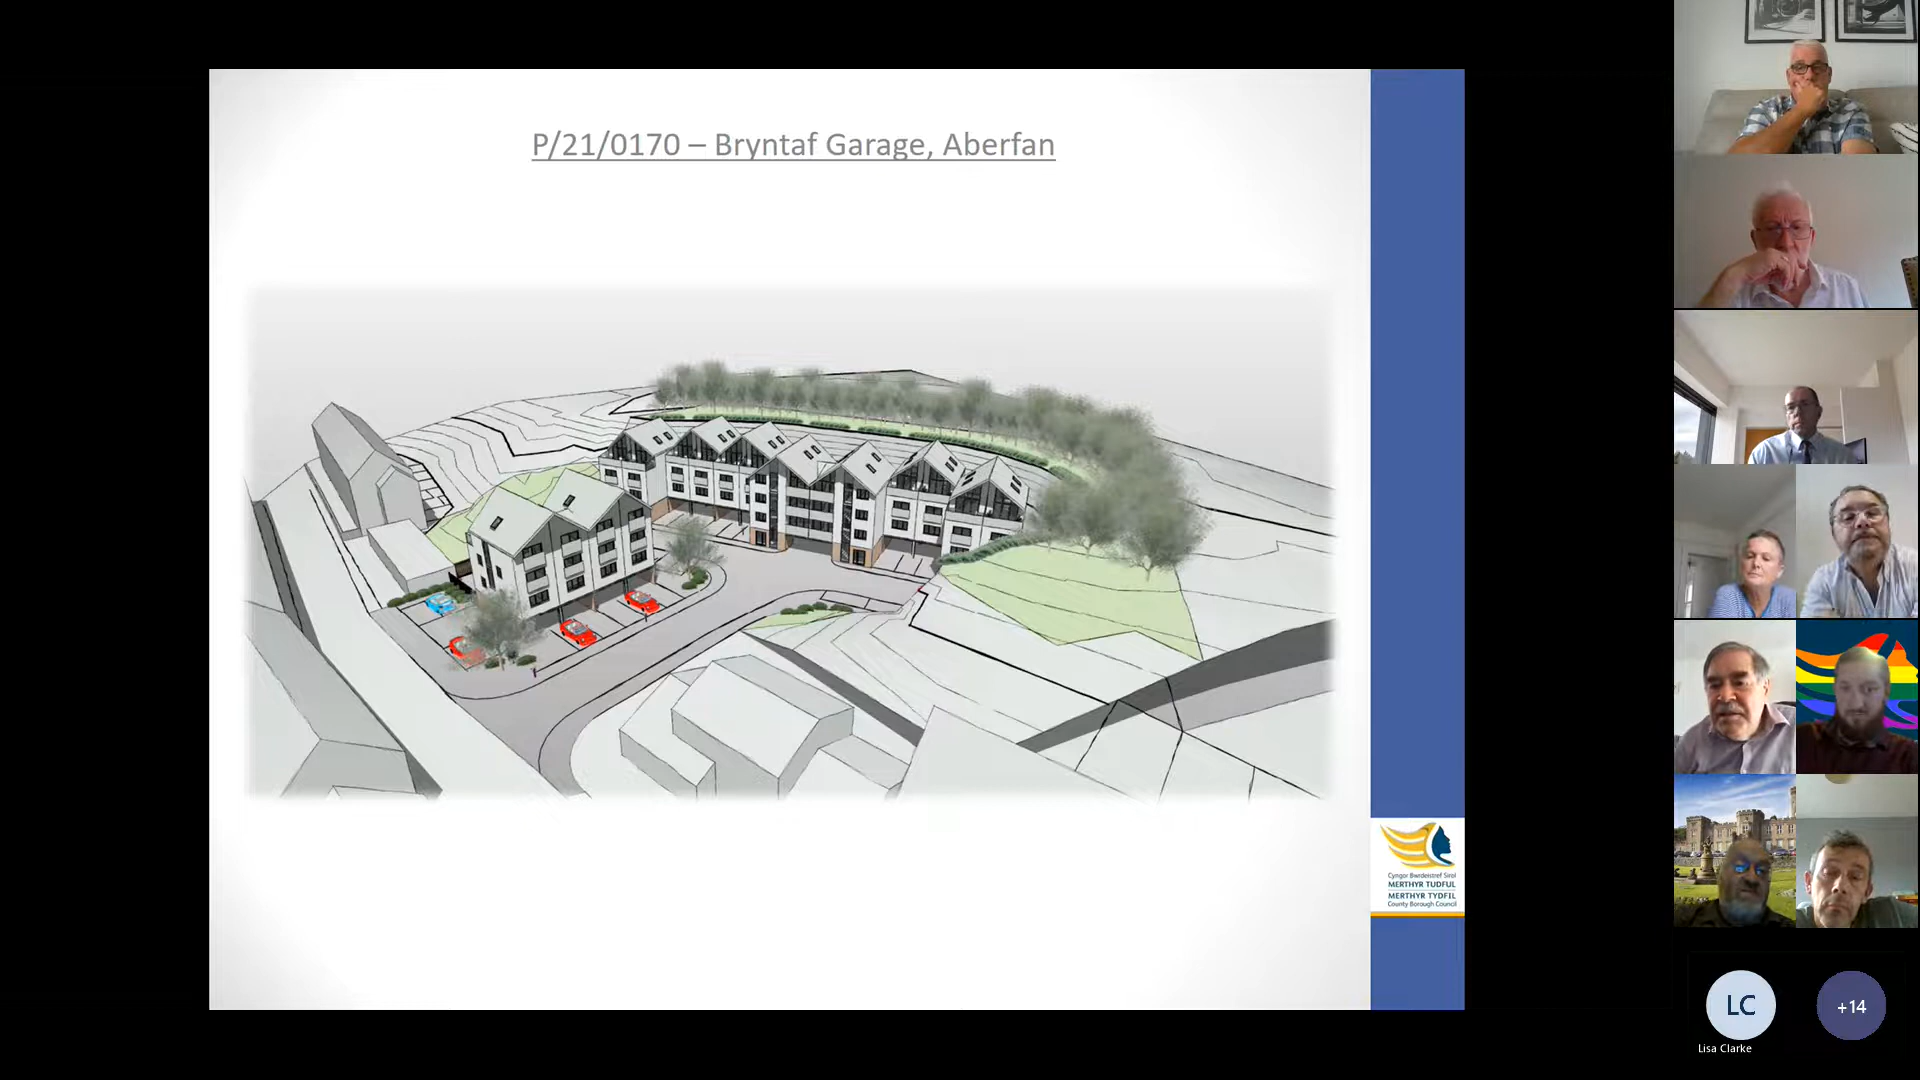 P/21/0170 – Bryntaf Garage, Aberfan
Cyngor Bwrdeistref Sirol
MERTHYR TUDFUL
MERTHYR TYDFIL
County Borough Council
LC
+14
Lisa Clarke